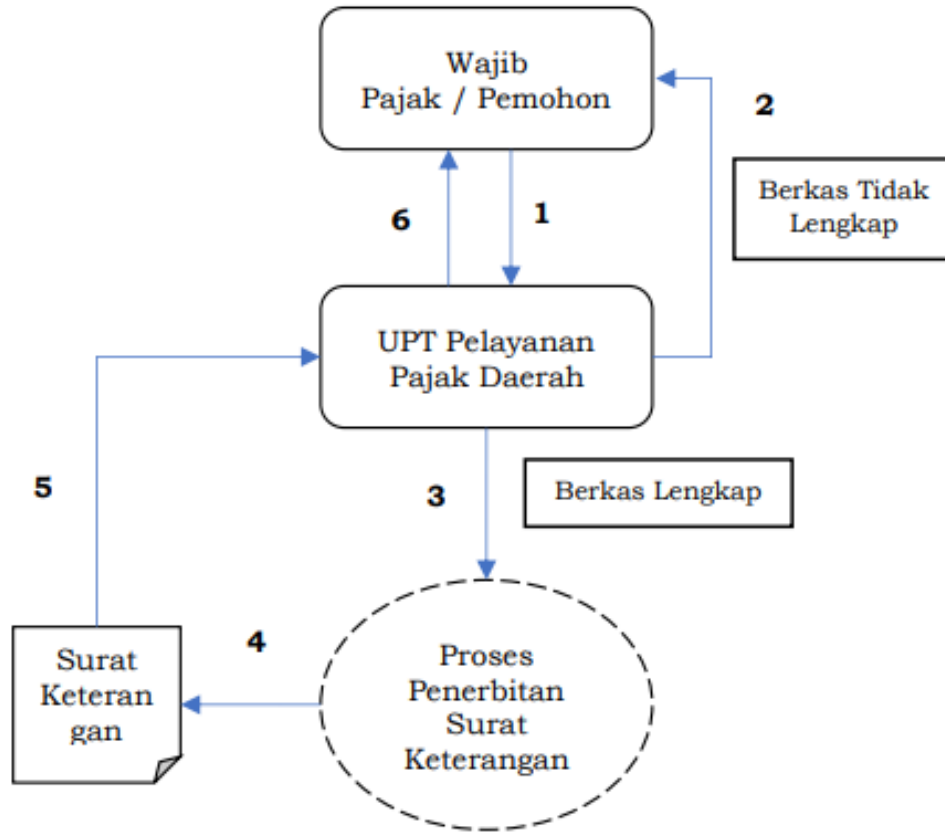 Wajib
Pajak / Pemohon
2
Berkas Tidak
Lengkap
6
1
UPT Pelayanan
Pajak Daerah
5
3
Berkas Lengkap
4
Surat
Keteran
gan
Proses
Penerbitan
Surat
Keterangan